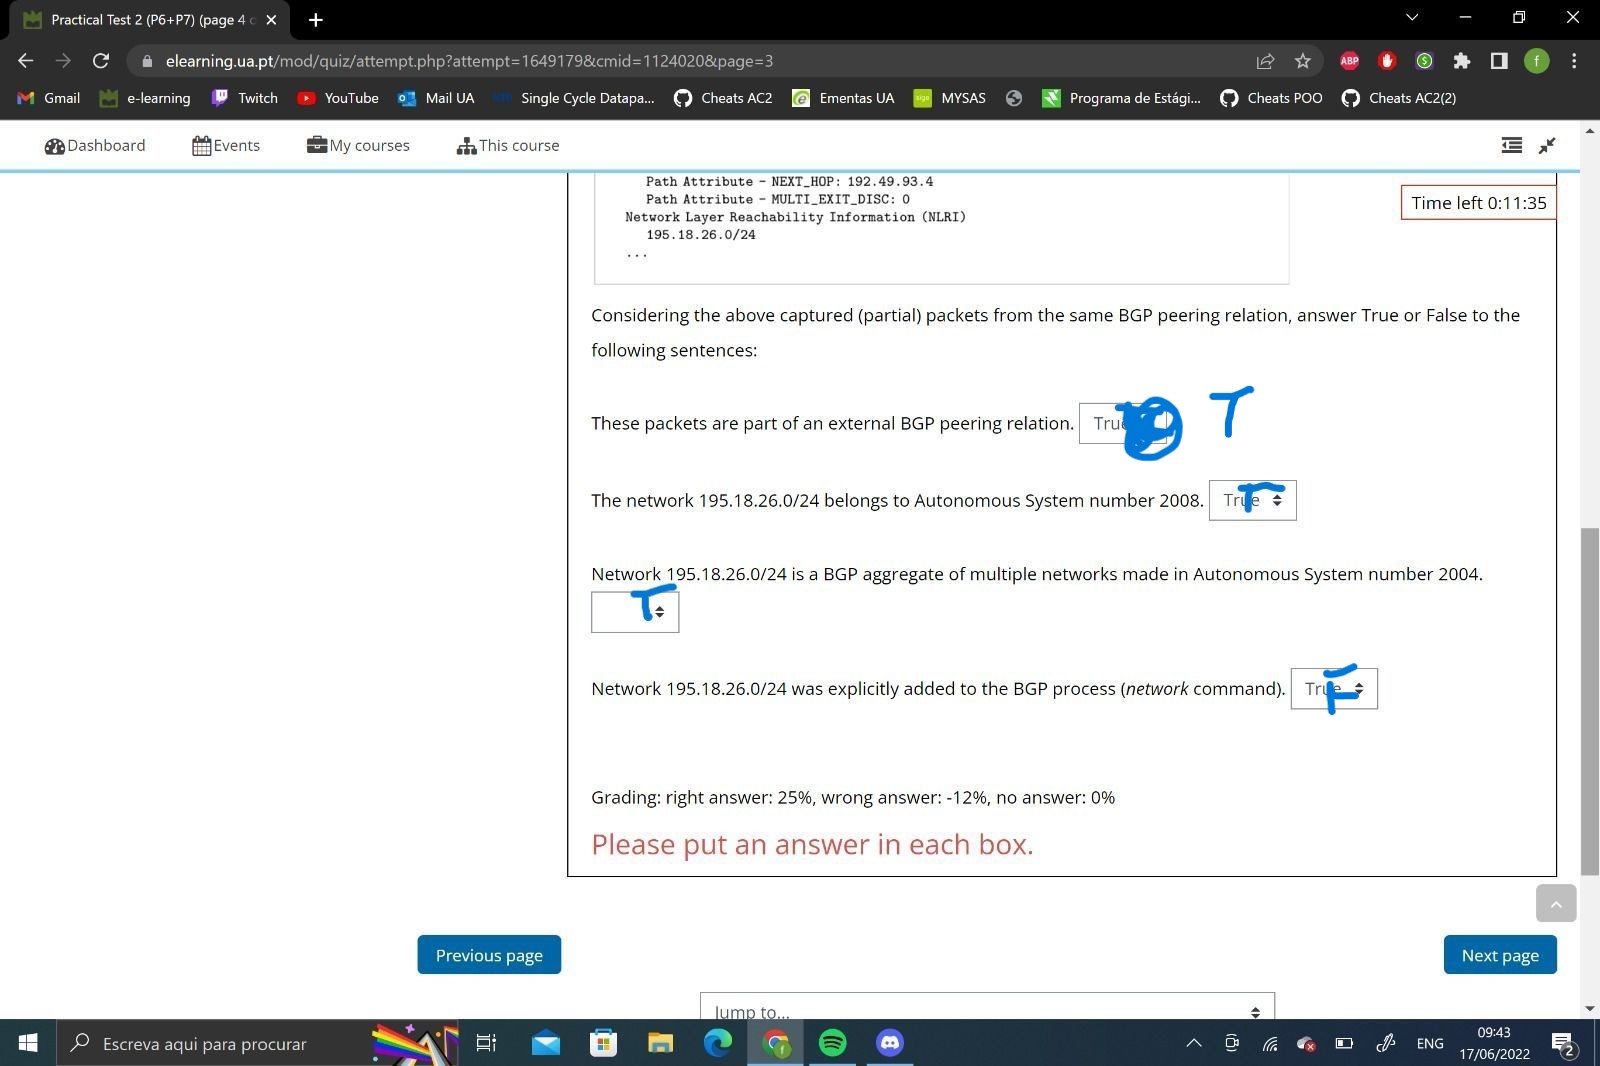 Practical Test 2 (P6+P7) (page 4 o
elearning.ua.pt/mod/quiz/attempt.php?attempt=1649179&cmid=1124020&page=3
ABP
f
Gmail e-learning Twitch YouTube Mail UA Single Cycle Datapa... Cheats AC2 Ementas UA MYSAS Programa de Estági... Cheats POO Cheats AC2(2)
Dashboard Events My courses This course
Path Attribute - NEXT_HOP: 192.49.93.4
Path Attribute - MULTI_EXIT_DISC: 0
Network Layer Reachability Information (NLRI)
195.18.26.0/24
...
Time left 0:11:35
Considering the above captured (partial) packets from the same BGP peering relation, answer True or False to the
following sentences:
These packets are part of an external BGP peering relation. True T
The network 195.18.26.0/24 belongs to Autonomous System number 2008. True T
Network 195.18.26.0/24 is a BGP aggregate of multiple networks made in Autonomous System number 2004.
T
Network 195.18.26.0/24 was explicitly added to the BGP process (network command). True F
Grading: right answer: 25%, wrong answer: -12%, no answer: 0%
Please put an answer in each box.
Previous page
Next page
Jump to...
Escreva aqui para procurar
ENG
09:43
17/06/2022
2